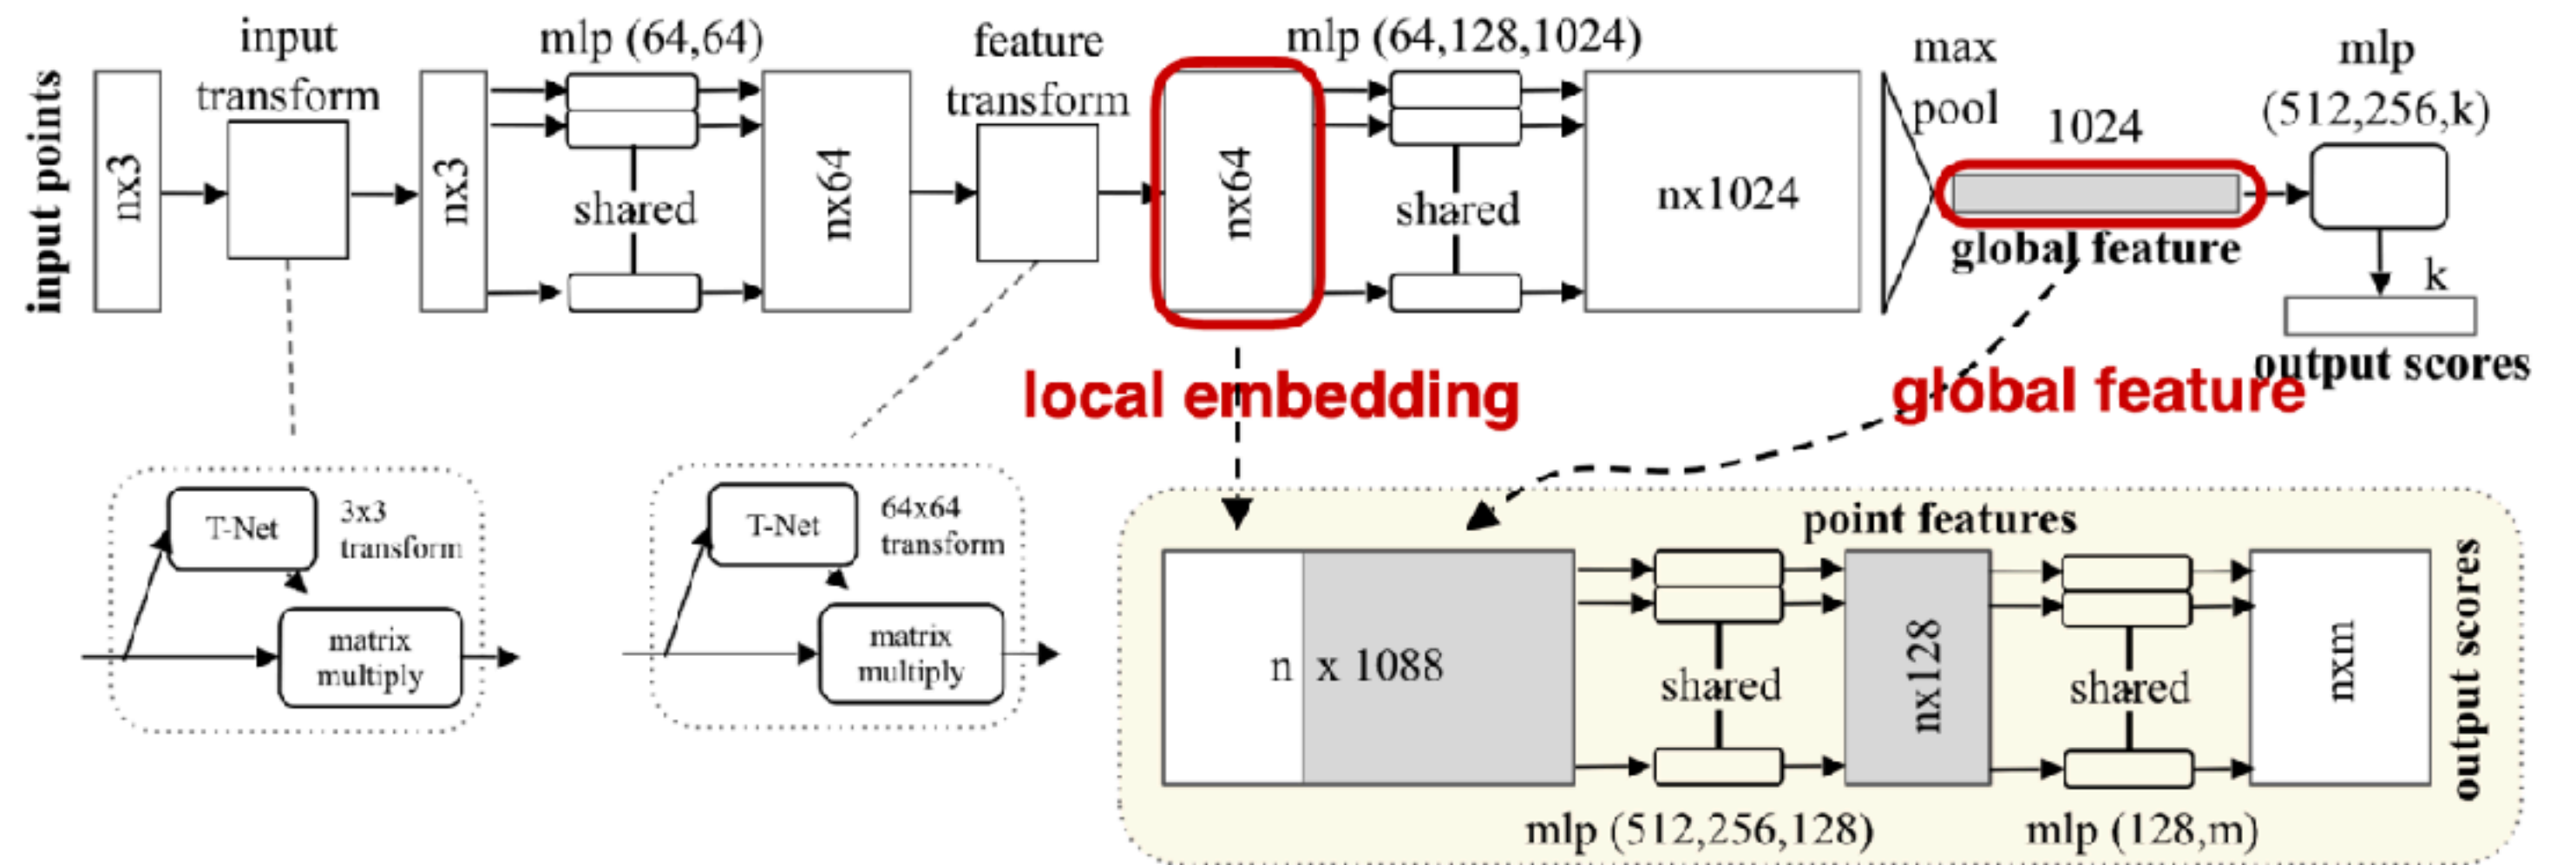 input points
nx3
input
transform
nx3
mlp (64,64)
shared
nx64
feature
transform
nx64
mlp (64,128,1024)
shared
nx1024
max
pool
1024
global feature
mlp
(512,256,k)
k
output scores
local embedding
global feature
T-Net
3x3
transform
matrix
multiply
T-Net
64x64
transform
matrix
multiply
point features
n x 1088
shared
nx128
shared
nxm
output scores
mlp (512,256,128)
mlp (128,m)